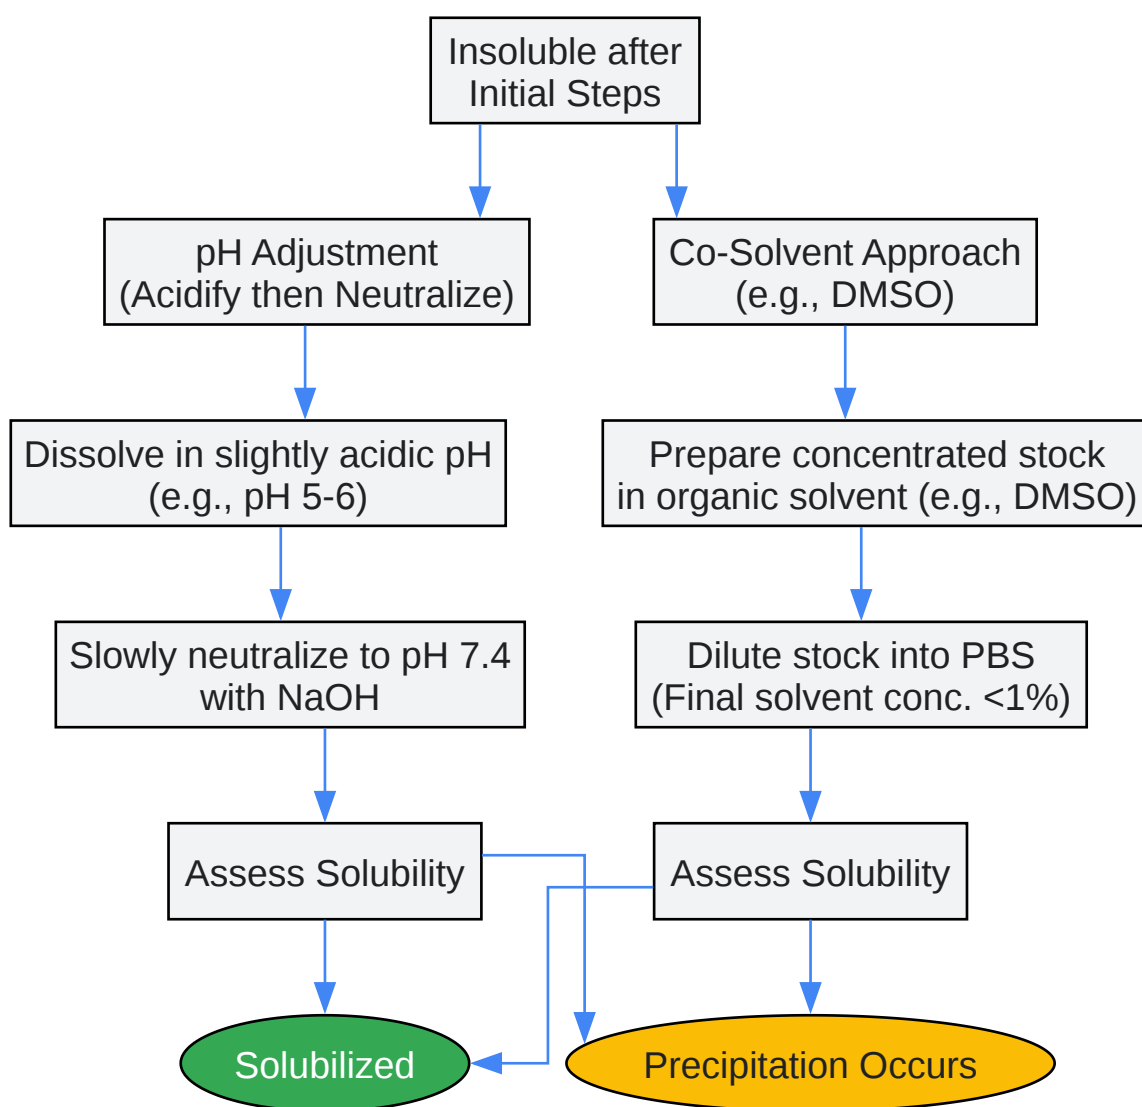 Insoluble after
Initial Steps
pH Adjustment
(Acidify then Neutralize)
Co-Solvent Approach
(e.g., DMSO)
Dissolve in slightly acidic pH
(e.g., pH 5-6)
Prepare concentrated stock
in organic solvent (e.g., DMSO)
Slowly neutralize to pH 7.4
with NaOH
Dilute stock into PBS
(Final solvent conc. <1%)
Assess Solubility
Assess Solubility
Solubilized
Precipitation Occurs